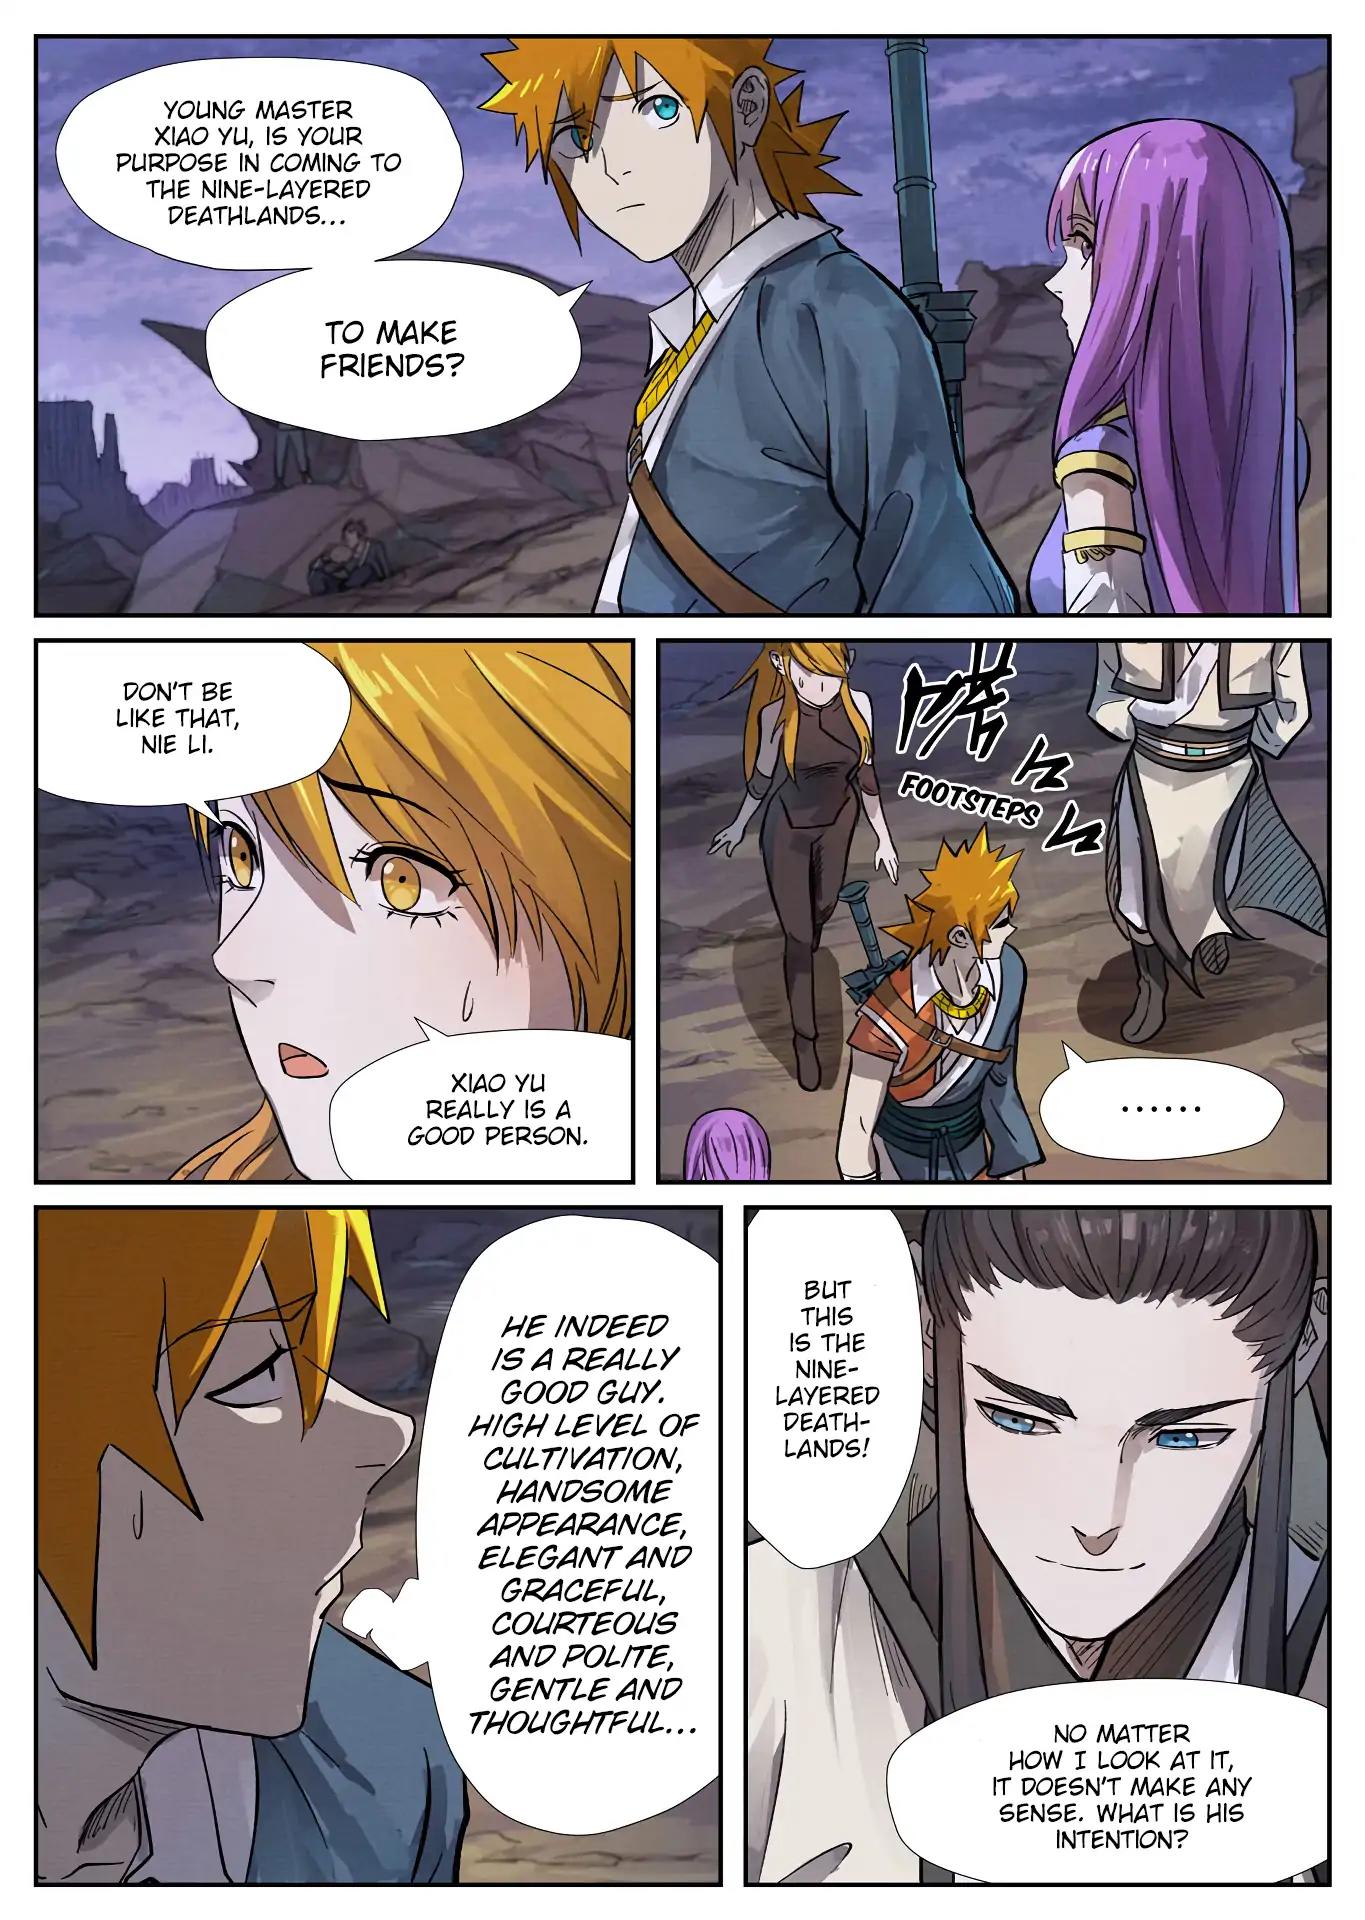 YOUNG MASTER
XIAO YU, IS YOUR
PURPOSE IN COMING TO
THE NINE-LAYERED
DEATHLANDS...
TO MAKE
FRIENDS?
DON'T BE
LIKE THAT,
NIE LI.
XIAO YU
REALLY IS A
GOOD PERSON.
FOOTSTEPS
......
HE INDEED
IS A REALLY
GOOD GUY.
HIGH LEVEL OF
CULTIVATION,
HANDSOME
APPEARANCE,
ELEGANT AND
GRACEFUL,
COURTEOUS
AND POLITE,
GENTLE AND
THOUGHTFUL...
BUT
THIS
IS THE
NINE-
LAYERED
DEATH-
LANDS!
NO MATTER
HOW I LOOK AT IT,
IT DOESN'T MAKE ANY
SENSE. WHAT IS HIS
INTENTION?